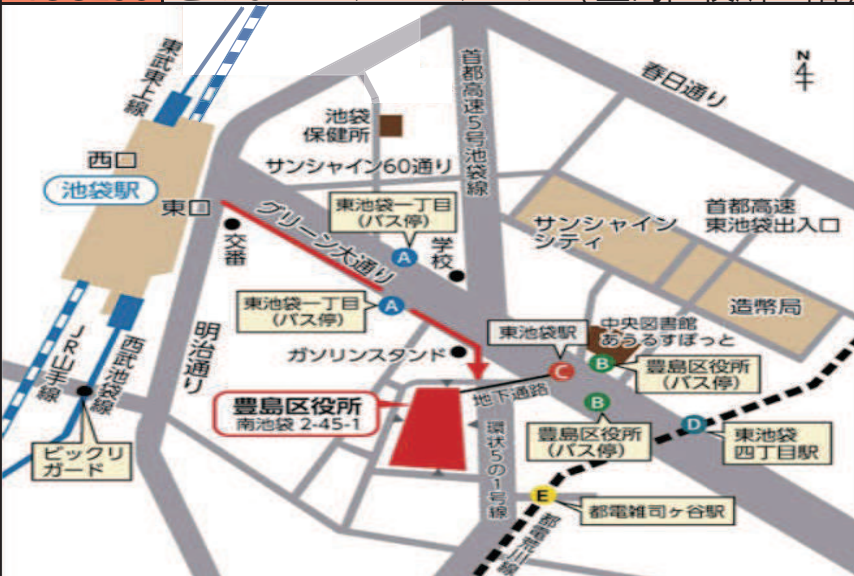 東武東上線
首都高速5号池袋線
春日通り
N
池袋
保健所
西口
池袋駅
東口
サンシャイン60通り
東池袋一丁目
(バス停)
A
グリーン大通り
交番
学校
サンシャイン
シティ
首都高速
東池袋出入口
造幣局
東池袋一丁目
(バス停)
A
明治通り
JR山手線
西武池袋線
ガソリンスタンド
東池袋駅
中央図書館
あうるすぽっと
B
豊島区役所
(バス停)
C
地下通路
豊島区役所
南池袋 2-45-1
B
豊島区役所
(バス停)
D
東池袋
四丁目駅
ビックリ
ガード
環状5の1号線
E
都電雑司ヶ谷駅
都電荒川線